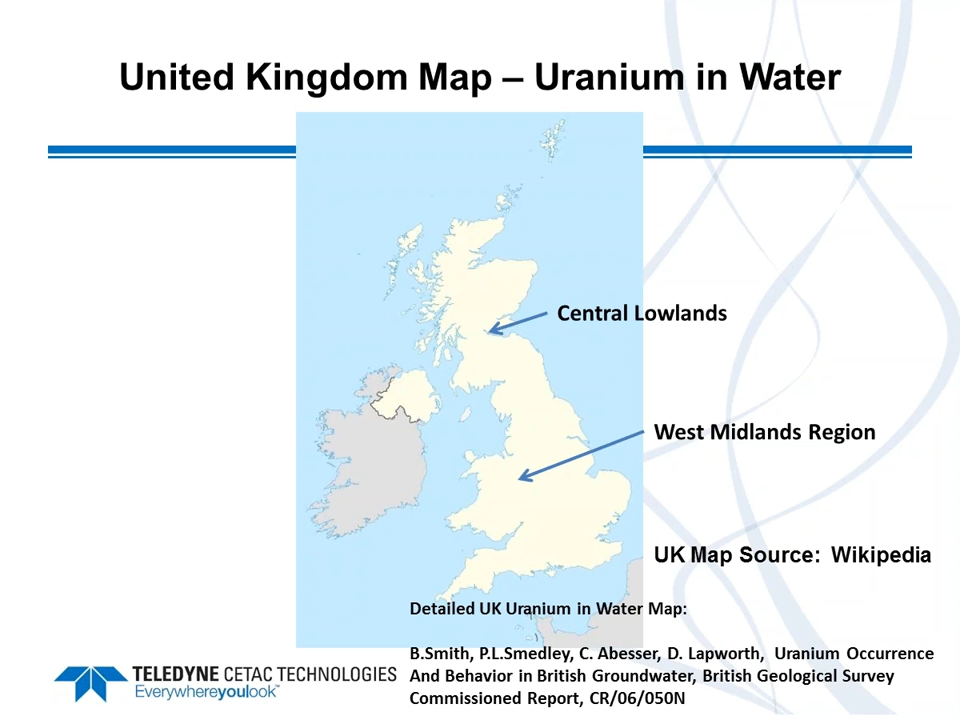 United Kingdom Map – Uranium in Water
Central Lowlands
West Midlands Region
UK Map Source: Wikipedia
Detailed UK Uranium in Water Map:
B.Smith, P.L.Smedley, C. Abesser, D. Lapworth, Uranium Occurrence
And Behavior in British Groundwater, British Geological Survey
Commissioned Report, CR/06/050N
TELEDYNE CETAC TECHNOLOGIES
Everywhereyoulook™